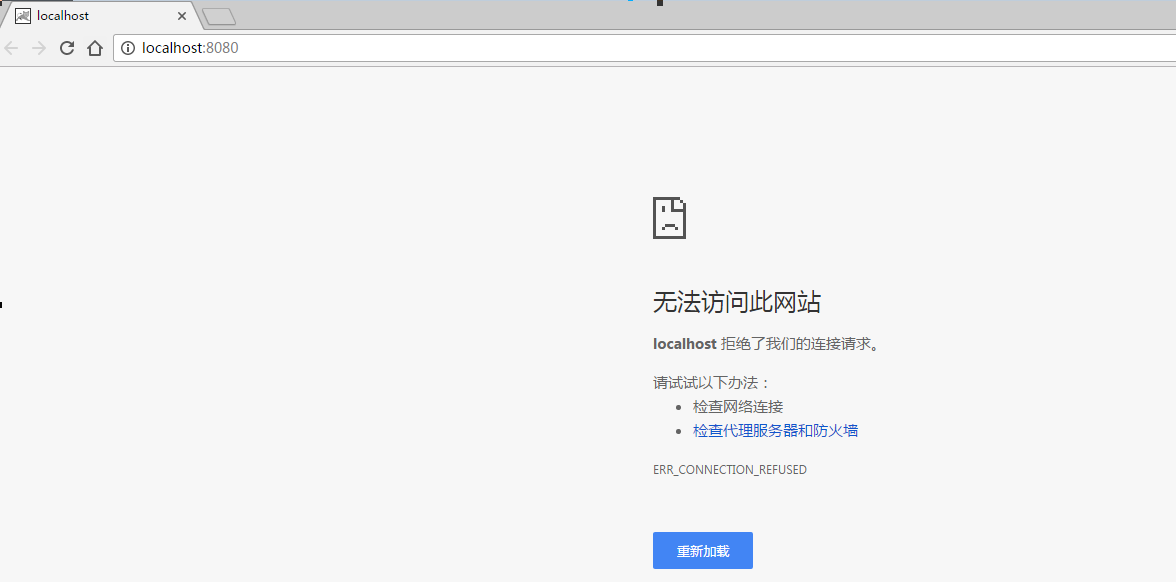 localhost
localhost:8080
无法访问此网站
localhost 拒绝了我们的连接请求。
请试试以下办法：
检查网络连接
检查代理服务器和防火墙
ERR_CONNECTION_REFUSED
重新加载